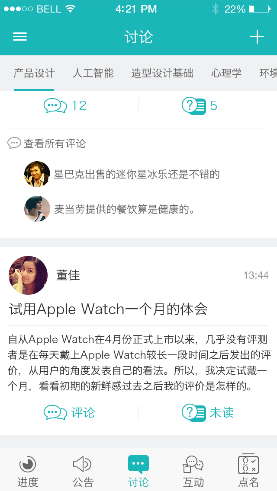 BELL 4:21 PM 22%
讨论
产品设计 人工智能 造型设计基础 心理学 环境
12 5
查看所有评论
星巴克出售的迷你星冰乐还是不错的
麦当劳提供的餐饮算是健康的。
董佳 13:44
试用Apple Watch一个月的体会
自从Apple Watch在4月份正式上市以来，几乎没有评测
者是在每天戴上Apple Watch较长一段时间之后发出的评
价，从用户的角度发表自己的看法。所以，我决定试戴一
个月，看看初期的新鲜感过去之后我的评价是怎样的。
评论 未读
进度 公告 讨论 互动 点名